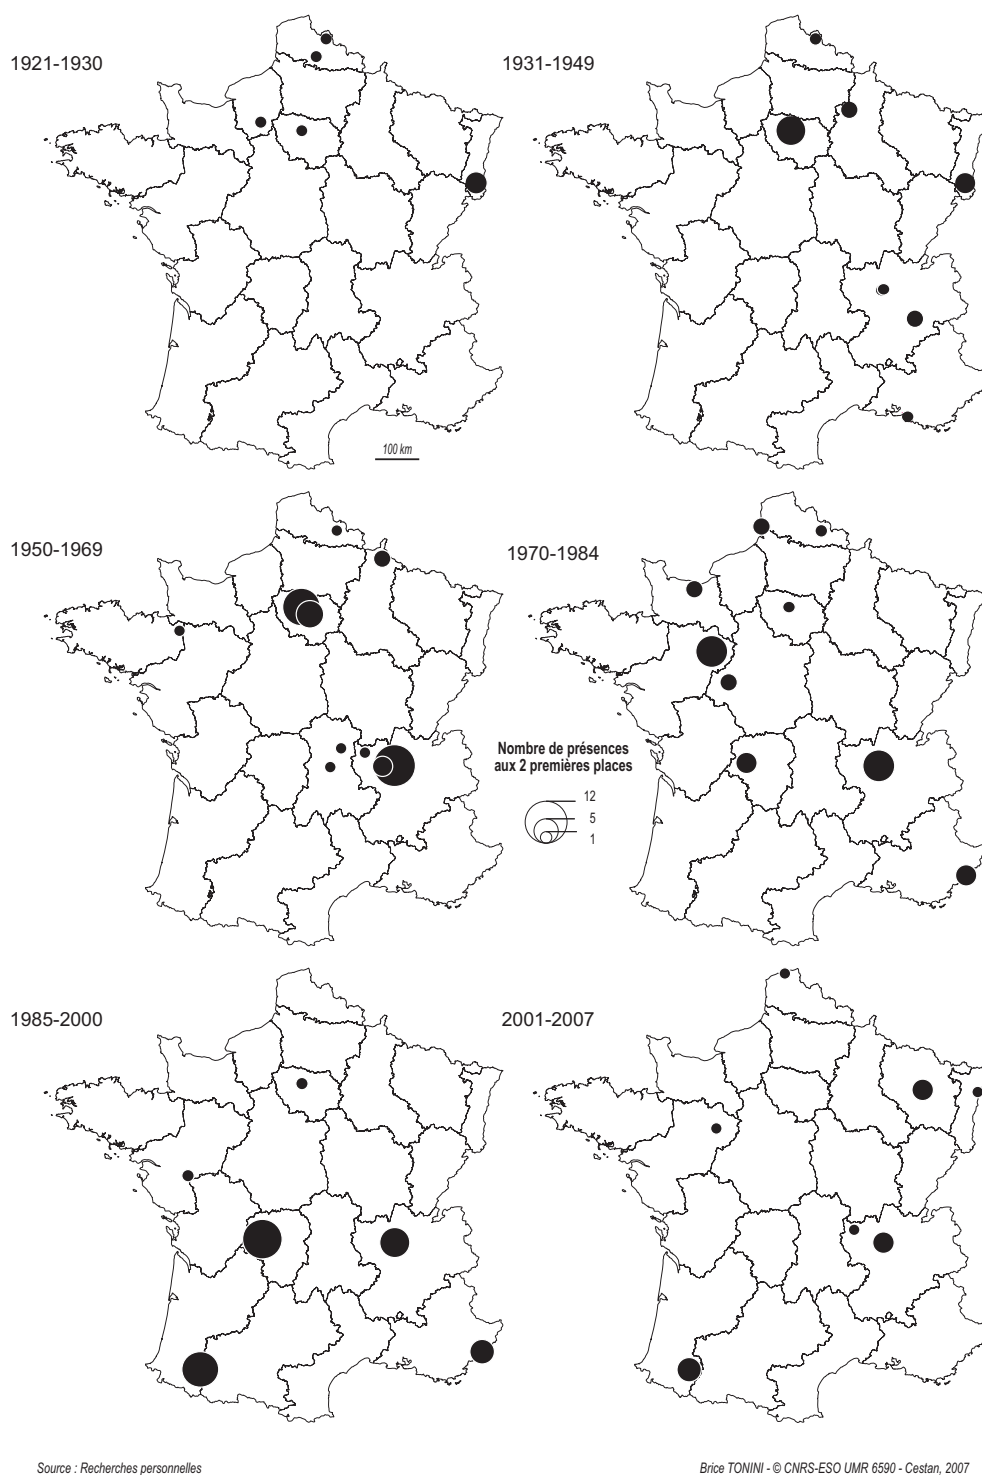 1921-1930
1931-1949
100 km
1950-1969
1970-1984
Nombre de présences
aux 2 premières places
12
5
1
1985-2000
2001-2007
Source : Recherches personnelles
Brice TONINI - © CNRS-ESO UMR 6590 - Cestan, 2007